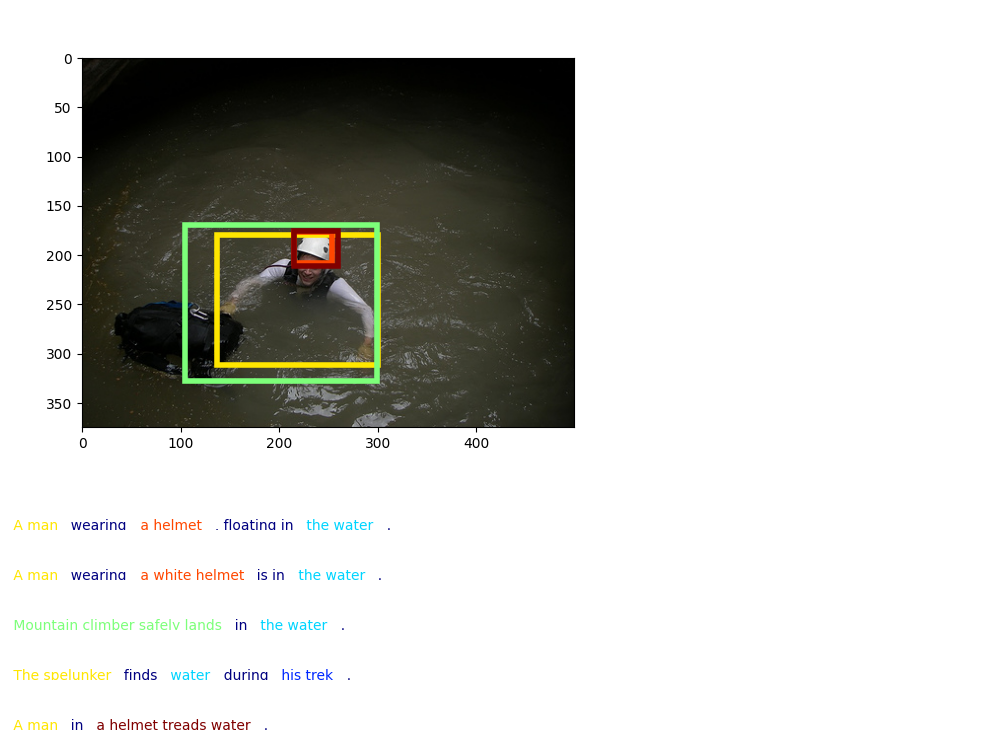 0
50
100
150
200
250
300
350
0 100 200 300 400
A man wearing a helmet , floating in the water .
A man wearing a white helmet is in the water .
Mountain climber safely lands in the water .
The spelunker finds water during his trek .
A man in a helmet treads water .